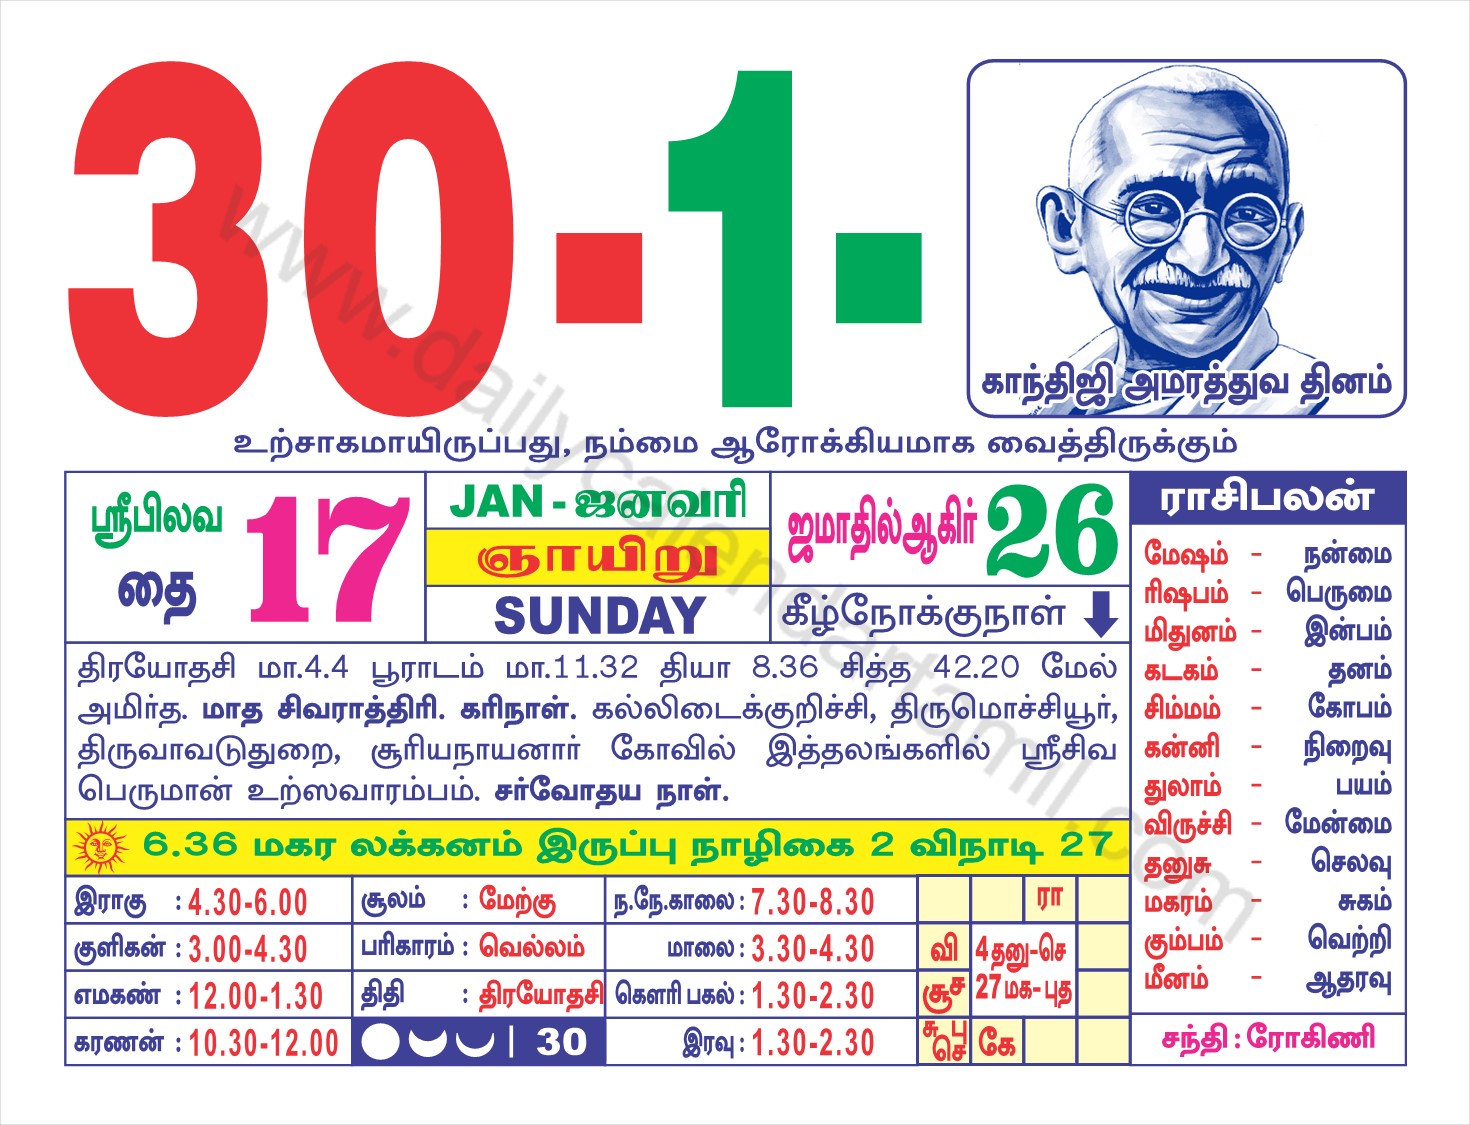 30-1-
காந்திஜி அமரத்துவ தினம்
உற்சாகமாயிருப்பது, நம்மை ஆரோக்கியமாக வைத்திருக்கும்
ஸ்ரீபிலவ
தை
17
JAN - ஜனவரி
ஞாயிறு
SUNDAY
ஜமாதில்ஆகிர் 26
கீழ்நோக்குநாள்
திரயோதசி மா.4.4 பூராடம் மா.11.32 தியா 8.36 சித்த 42.20 மேல்
அமிர்த. மாத சிவராத்திரி. கரிநாள். கல்லிடைக்குறிச்சி, திருமொச்சியூர்,
திருவாவடுதுறை, சூரியநாயனார் கோவில் இத்தலங்களில் ஸ்ரீசிவ
பெருமான் உற்ஸவாரம்பம். சர்வோதய நாள்.
6.36 மகர லக்கனம் இருப்பு நாழிகை 2 விநாடி 27
இராகு : 4.30-6.00
குளிகன் : 3.00-4.30
எமகண் : 12.00-1.30
கரணன் : 10.30-12.00
சூலம் : மேற்கு
பரிகாரம் : வெல்லம்
திதி : திரயோதசி
30
ந.நே.காலை : 7.30-8.30
மாலை : 3.30-4.30
கௌரி பகல் : 1.30-2.30
இரவு : 1.30-2.30
ரா
வி
4தனு-செ
சூ ச
27மக-புத
சு பு
செ
கே
ராசிபலன்
மேஷம் - நன்மை
ரிஷபம் - பெருமை
மிதுனம் - இன்பம்
கடகம் - தனம்
சிம்மம் - கோபம்
கன்னி - நிறைவு
துலாம் - பயம்
விருச்சி - மேன்மை
தனுசு - செலவு
மகரம் - சுகம்
கும்பம் - வெற்றி
மீனம் - ஆதரவு
சந்தி : ரோகிணி
www.dailycalendartamil.com